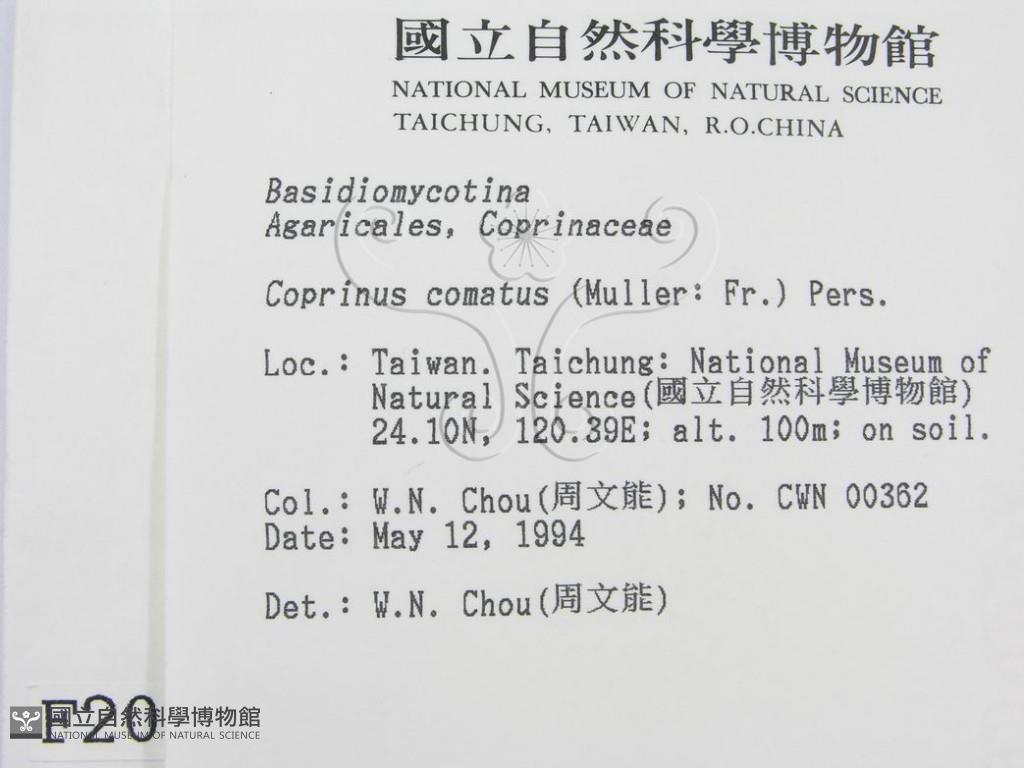 國立自然科學博物館
NATIONAL MUSEUM OF NATURAL SCIENCE
TAICHUNG, TAIWAN, R.O.CHINA
Basidiomycotina
Agaricales, Coprinaceae
Coprinus comatus (Muller: Fr.) Pers.
Loc.: Taiwan. Taichung: National Museum of
Natural Science(國立自然科學博物館)
24.10N, 120.39E; alt. 100m; on soil.
Col.: W.N. Chou(周文能); No. CWN 00362
Date: May 12, 1994
Det.: W.N. Chou(周文能)
F20
國立自然科學博物館
NATIONAL MUSEUM OF NATURAL SCIENCE